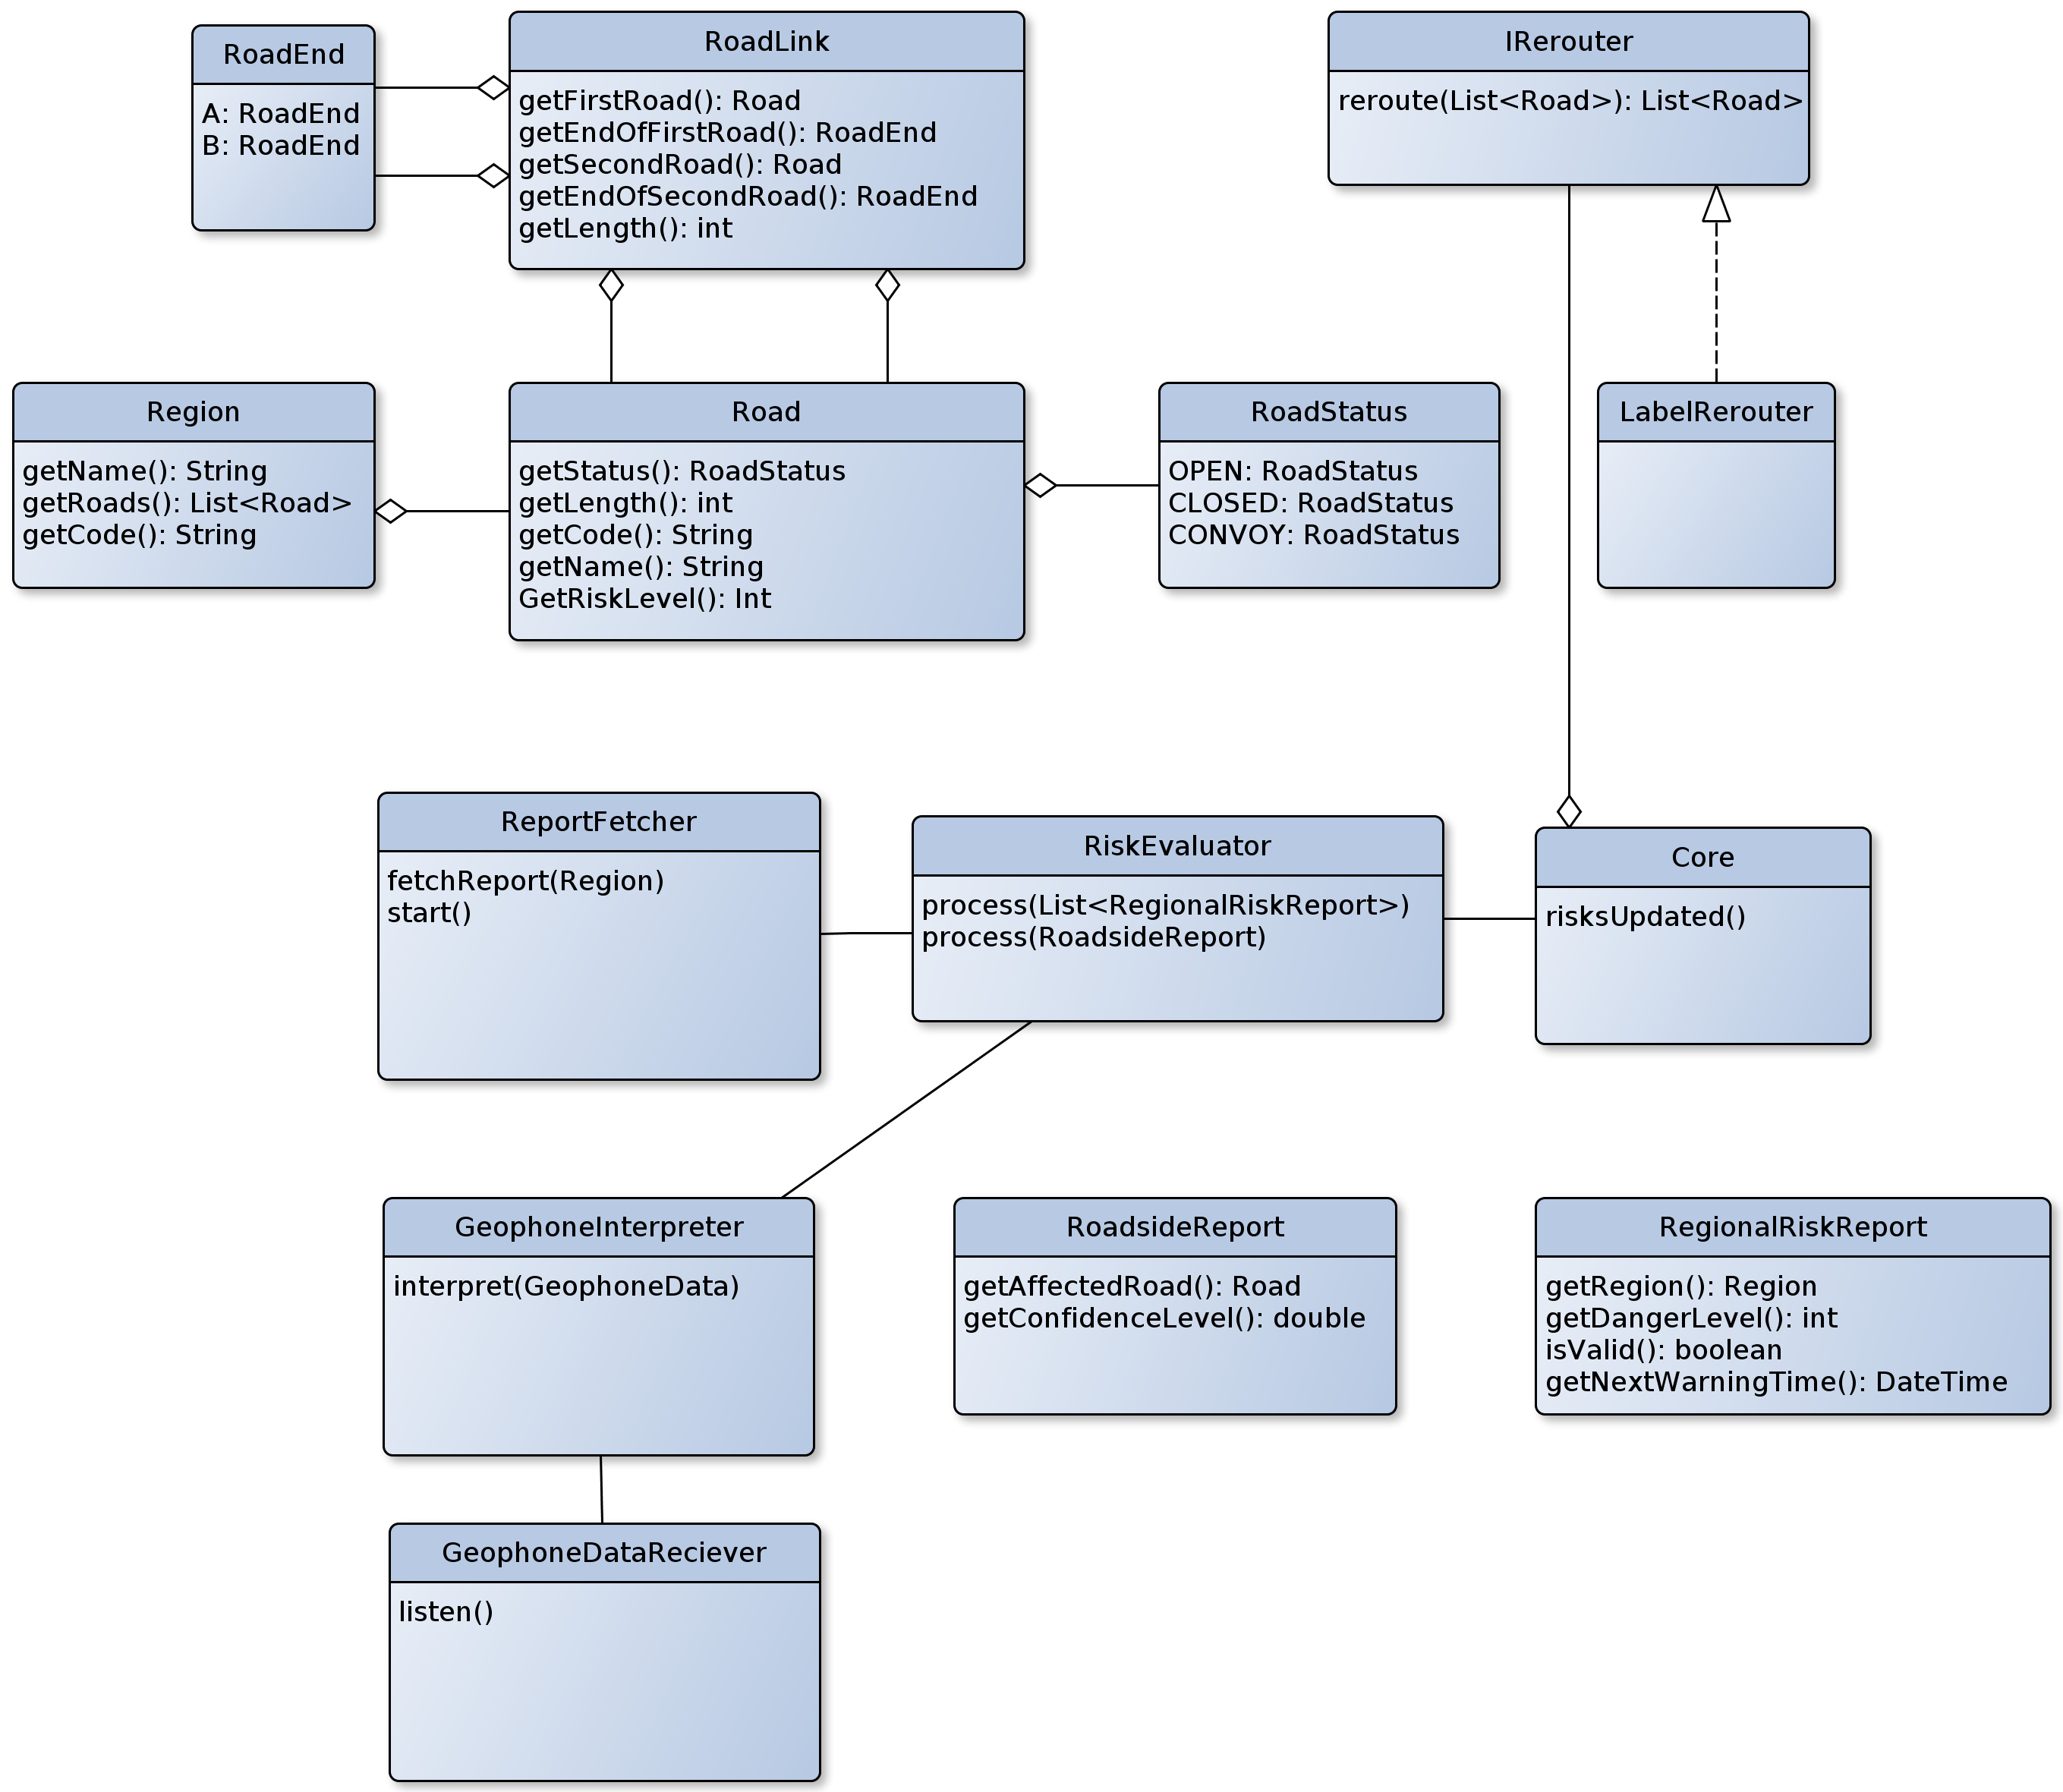 RoadEnd
A: RoadEnd
B: RoadEnd
RoadLink
getFirstRoad(): Road
getEndOfFirstRoad(): RoadEnd
getSecondRoad(): Road
getEndOfSecondRoad(): RoadEnd
getLength(): int
IRerouter
reroute(List<Road>): List<Road>
Region
getName(): String
getRoads(): List<Road>
getCode(): String
Road
getStatus(): RoadStatus
getLength(): int
getCode(): String
getName(): String
GetRiskLevel(): Int
RoadStatus
OPEN: RoadStatus
CLOSED: RoadStatus
CONVOY: RoadStatus
LabelRerouter
ReportFetcher
fetchReport(Region)
start()
RiskEvaluator
process(List<RegionalRiskReport>)
process(RoadsideReport)
Core
risksUpdated()
GeophoneInterpreter
interpret(GeophoneData)
RoadsideReport
getAffectedRoad(): Road
getConfidenceLevel(): double
RegionalRiskReport
getRegion(): Region
getDangerLevel(): int
isValid(): boolean
getNextWarningTime(): DateTime
GeophoneDataReciever
listen()